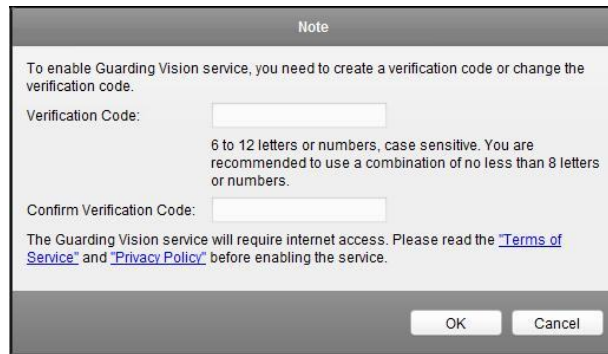 Note
To enable Guarding Vision service, you need to create a verification code or change the
verification code.
Verification Code:
6 to 12 letters or numbers, case sensitive. You are
recommended to use a combination of no less than 8 letters
or numbers.
Confirm Verification Code:
The Guarding Vision service will require internet access. Please read the "Terms of
Service" and "Privacy Policy" before enabling the service.
OK
Cancel